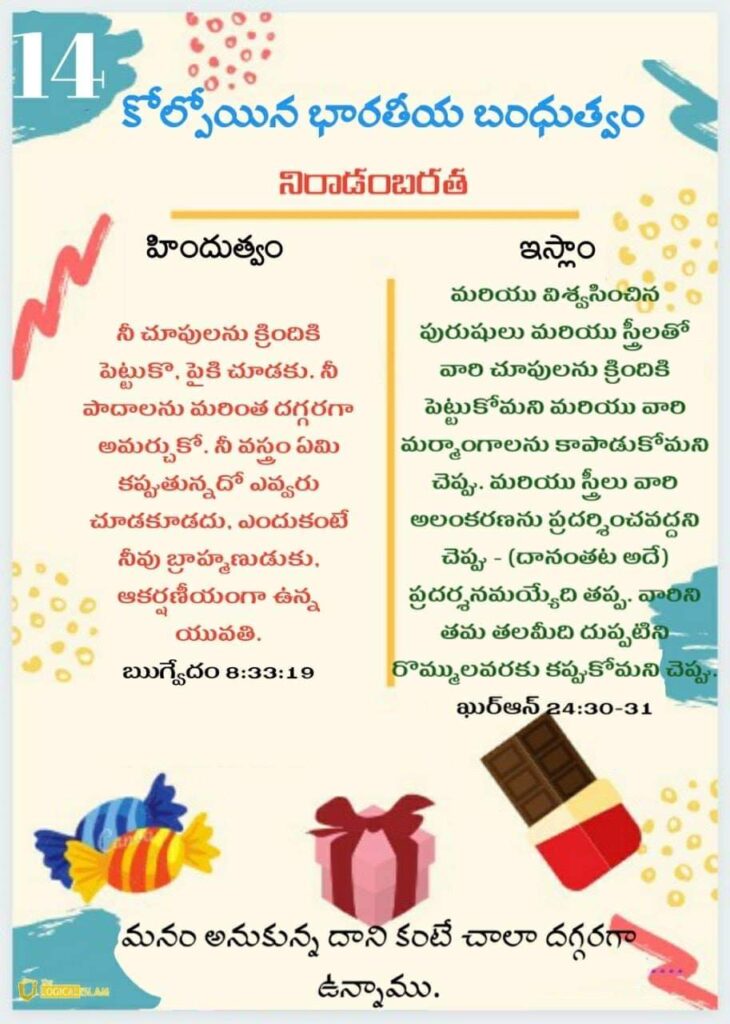 14
కోల్పోయిన భారతీయ బంధుత్వం
నిరాడంబరత
హిందుత్వం
నీ చూపులను క్రిందికి
పెట్టుకొ, పైకి చూడకు. నీ
పాదాలను మరింత దగ్గరగా
అమర్చుకో. నీ వస్త్రం ఏమి
కప్పుతున్నదో ఎవ్వరు
చూడకూడదు, ఎందుకంటే
నీవు బ్రాహ్మణుడుకు,
ఆకర్షణీయంగా ఉన్న
యువతి.
ఋగ్వేదం 8:33:19
ఇస్లాం
మరియు విశ్వసించిన
పురుషులు మరియు స్త్రీలతో
వారి చూపులను క్రిందికి
పెట్టుకోమని మరియు వారి
మర్మాంగాలను కాపాడుకోమని
చెప్పు. మరియు స్త్రీలు వారి
అలంకరణను ప్రదర్శించవద్దని
చెప్పు - (దానంతట అదే)
ప్రదర్శనమయ్యేది తప్ప. వారిని
తమ తలమీది దుప్పటిని
రొమ్ములవరకు కప్పుకోమని చెప్పు.
ఖుర్ఆన్ 24:30-31
Canva
మనం అనుకున్న దాని కంటే చాలా దగ్గరగా
ఉన్నాము.